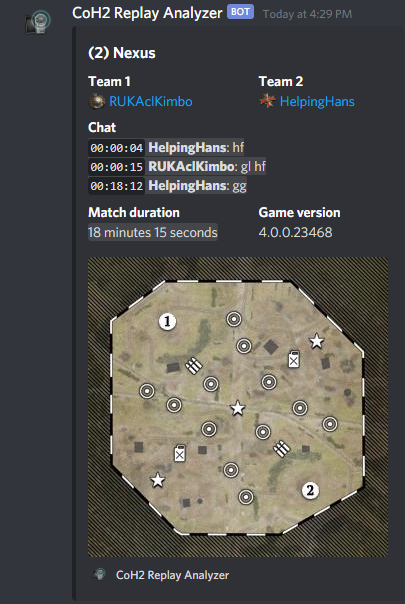 CoH2 Replay Analyzer BOT Today at 4:29 PM
(2) Nexus
Team 1 Team 2
RUKAclKimbo HelpingHans
Chat
00:00:04 HelpingHans: hf
00:00:15 RUKAclKimbo: gl hf
00:18:12 HelpingHans: gg
Match duration Game version
18 minutes 15 seconds 4.0.0.23468
1
2
CoH2 Replay Analyzer